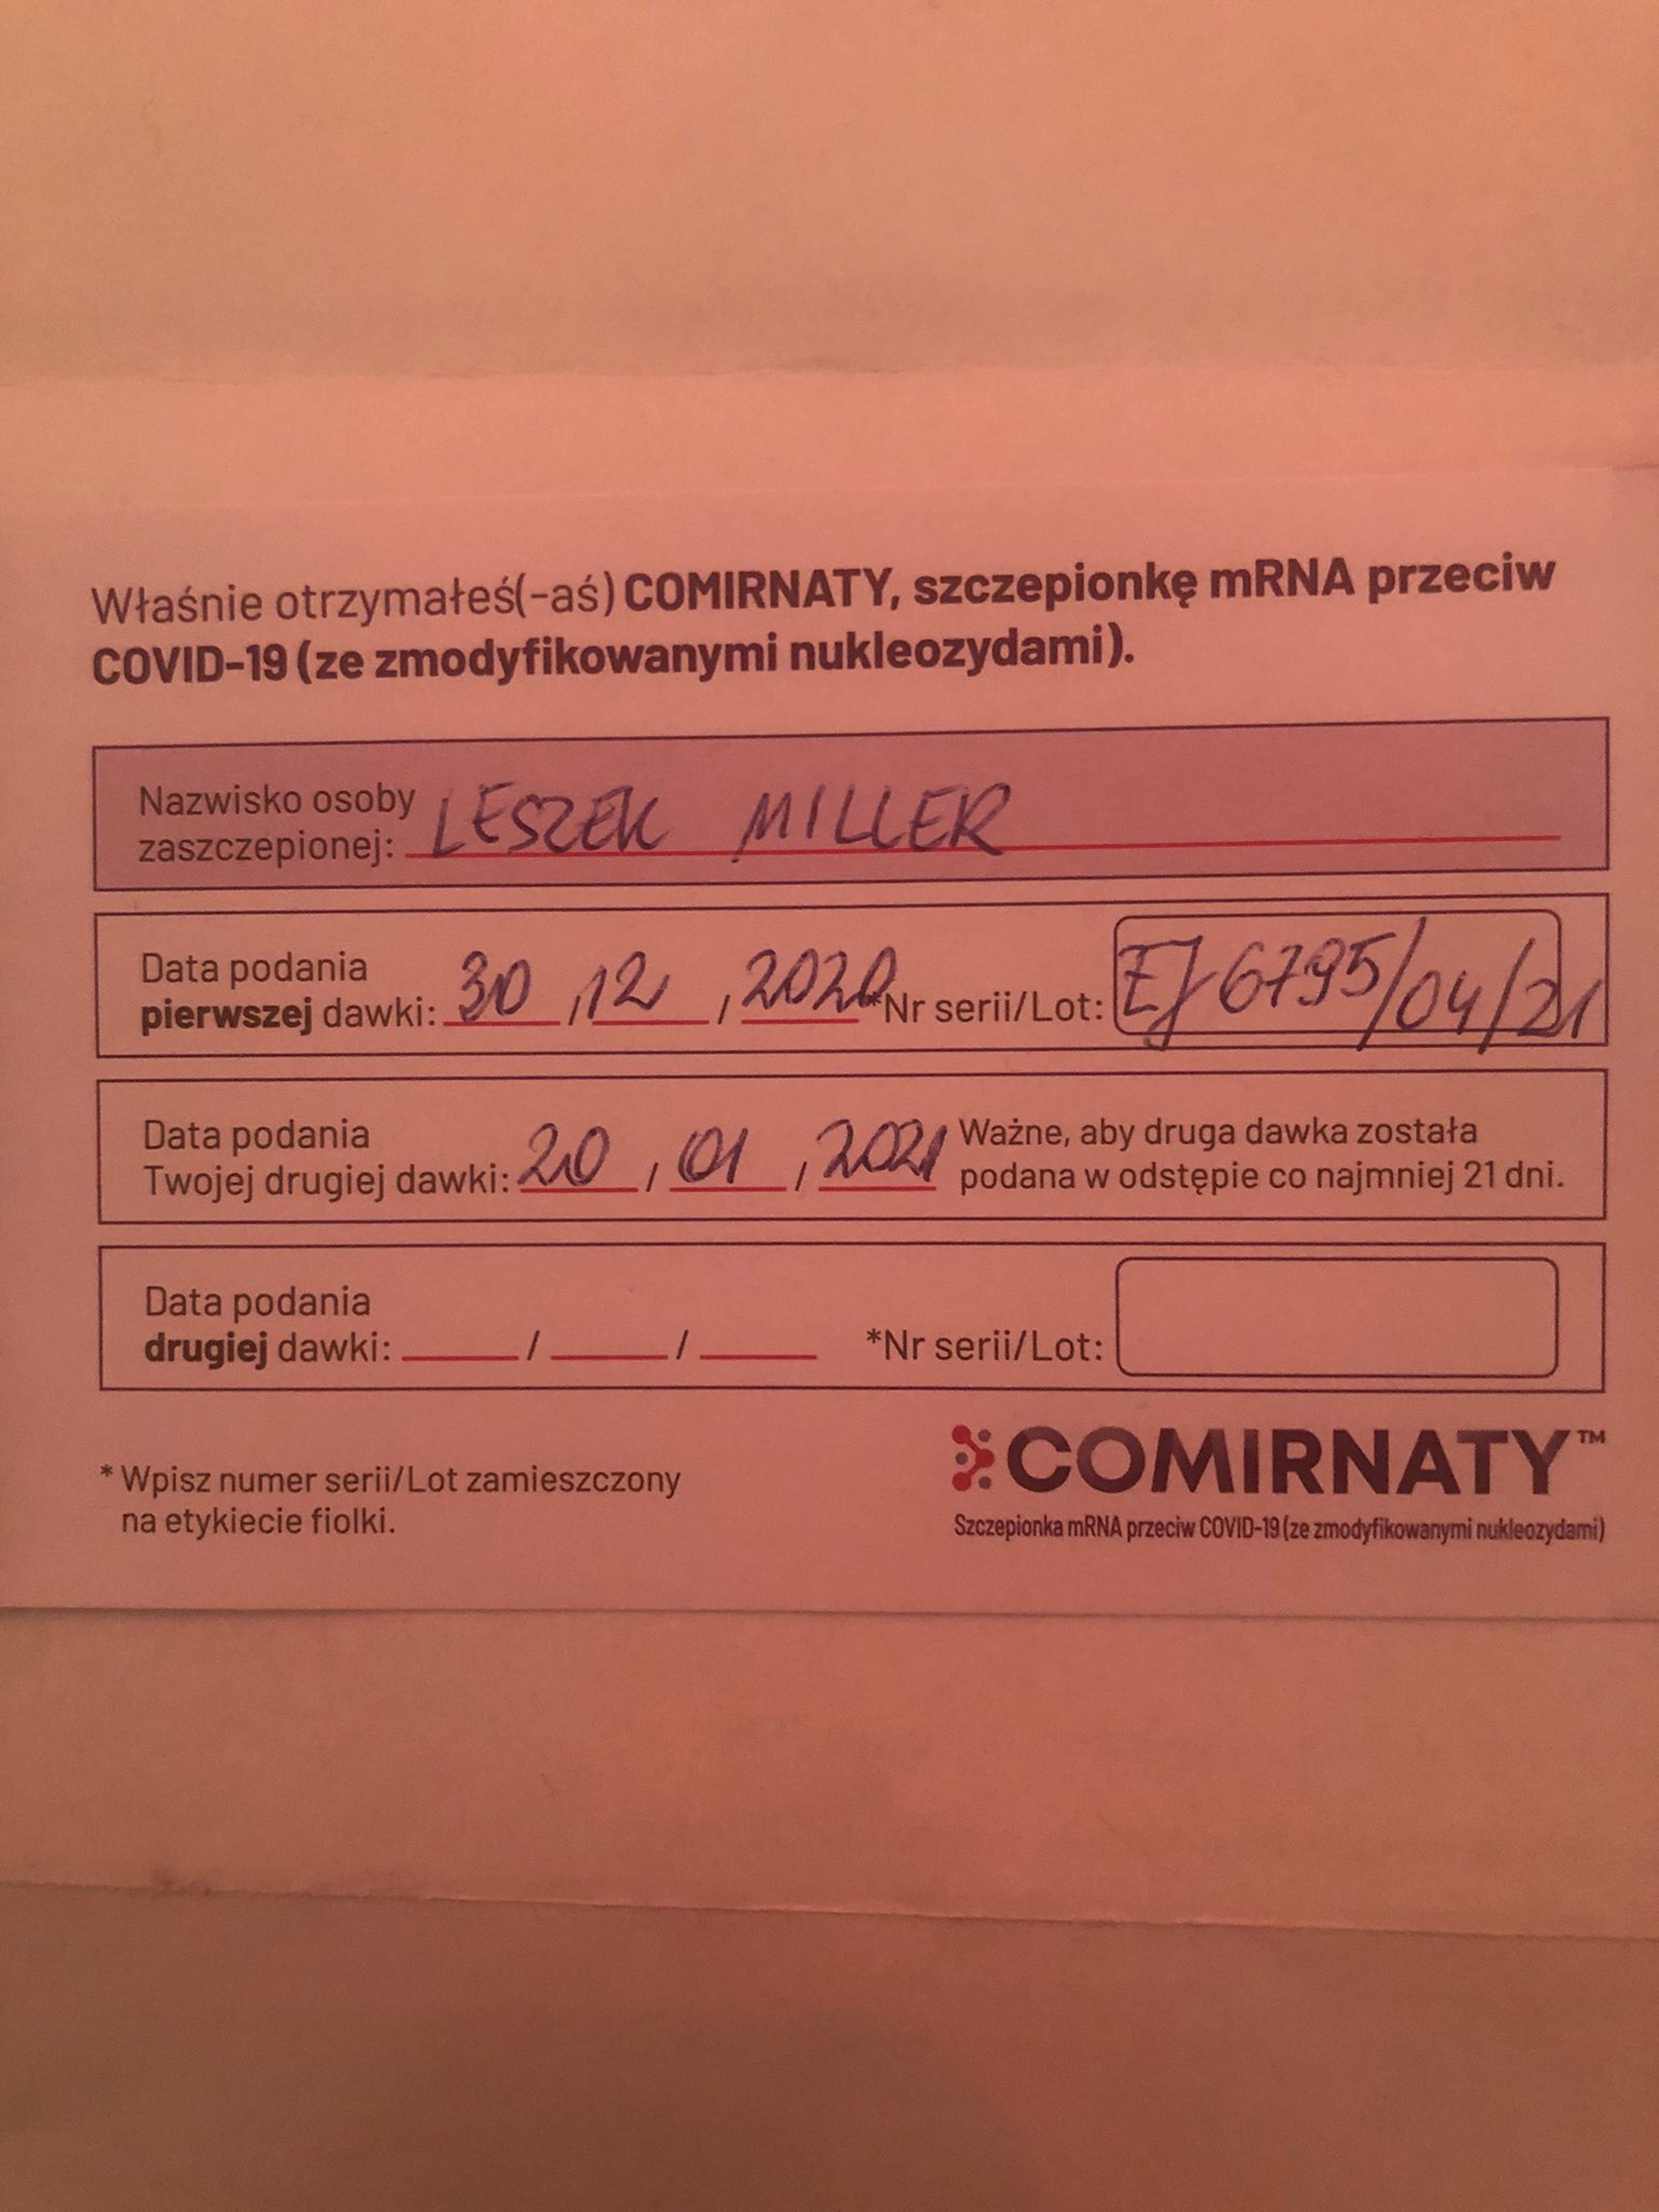 Właśnie otrzymałeś(-aś) COMIRNATY, szczepionkę mRNA przeciw
COVID-19 (ze zmodyfikowanymi nukleozydami).
Nazwisko osoby
zaszczepionej: LESZEK MILLER
Data podania
pierwszej dawki: 30 / 12 / 2020 *Nr serii/Lot: EJ 6795/04/21
Data podania
Twojej drugiej dawki: 20 / 01 / 2021
Ważne, aby druga dawka została
podana w odstępie co najmniej 21 dni.
Data podania
drugiej dawki: / / *Nr serii/Lot:
* Wpisz numer serii/Lot zamieszczony
na etykiecie fiolki.
COMIRNATY™
Szczepionka mRNA przeciw COVID-19 (ze zmodyfikowanymi nukleozydami)